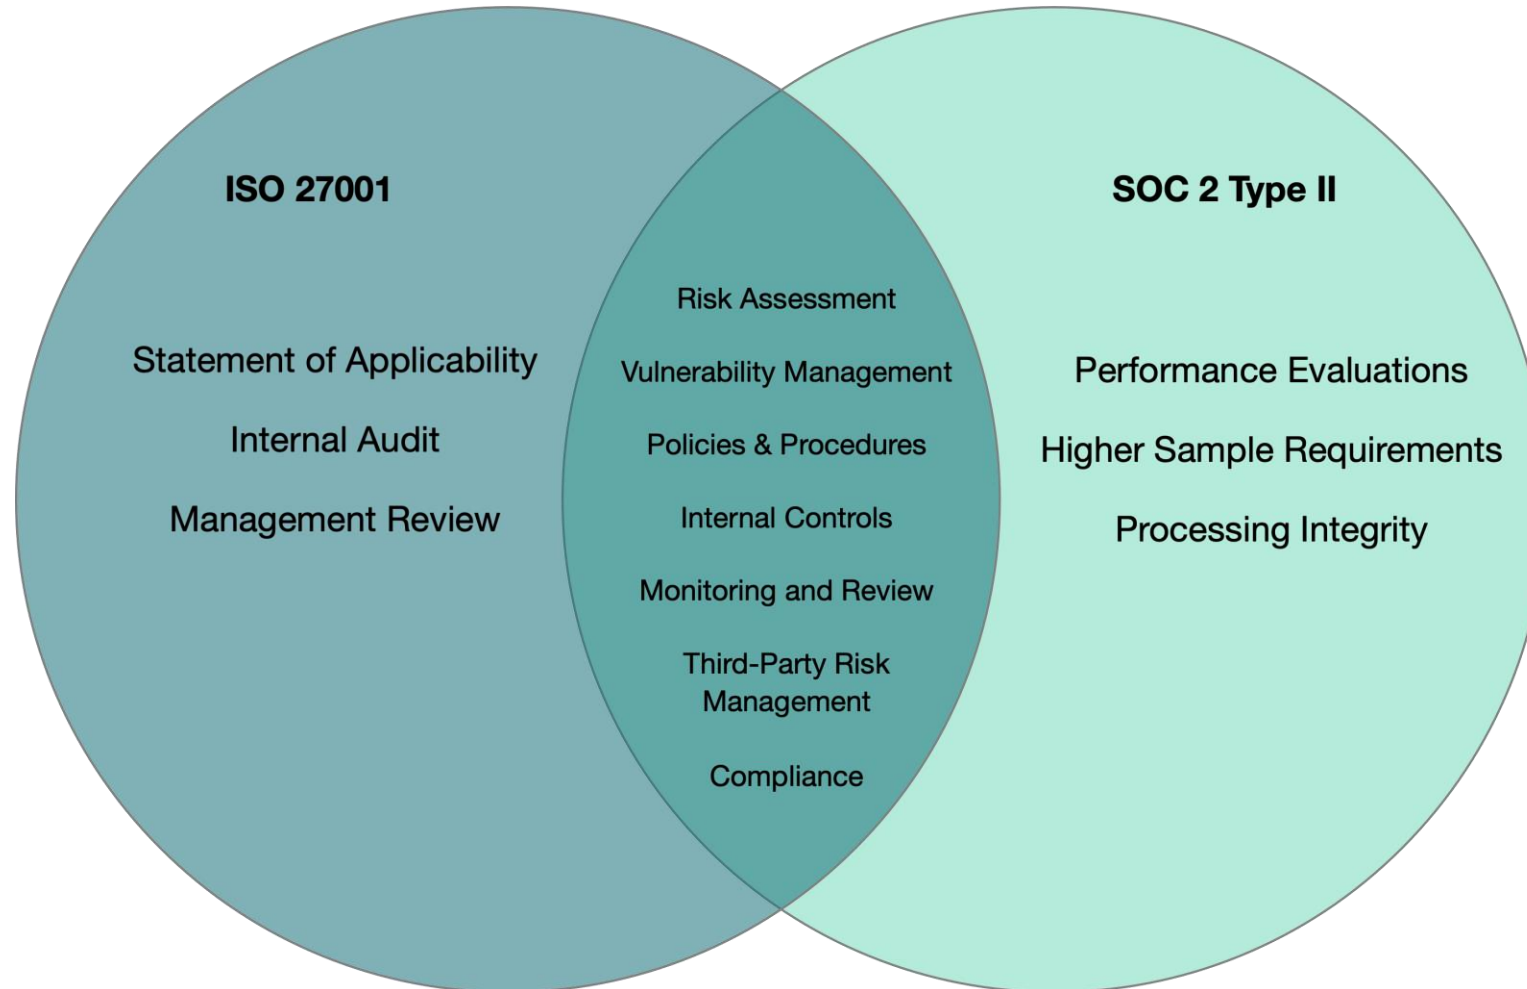 ISO 27001
Statement of Applicability
Internal Audit
Management Review
Risk Assessment
Vulnerability Management
Policies & Procedures
Internal Controls
Monitoring and Review
Third-Party Risk
Management
Compliance
SOC 2 Type II
Performance Evaluations
Higher Sample Requirements
Processing Integrity